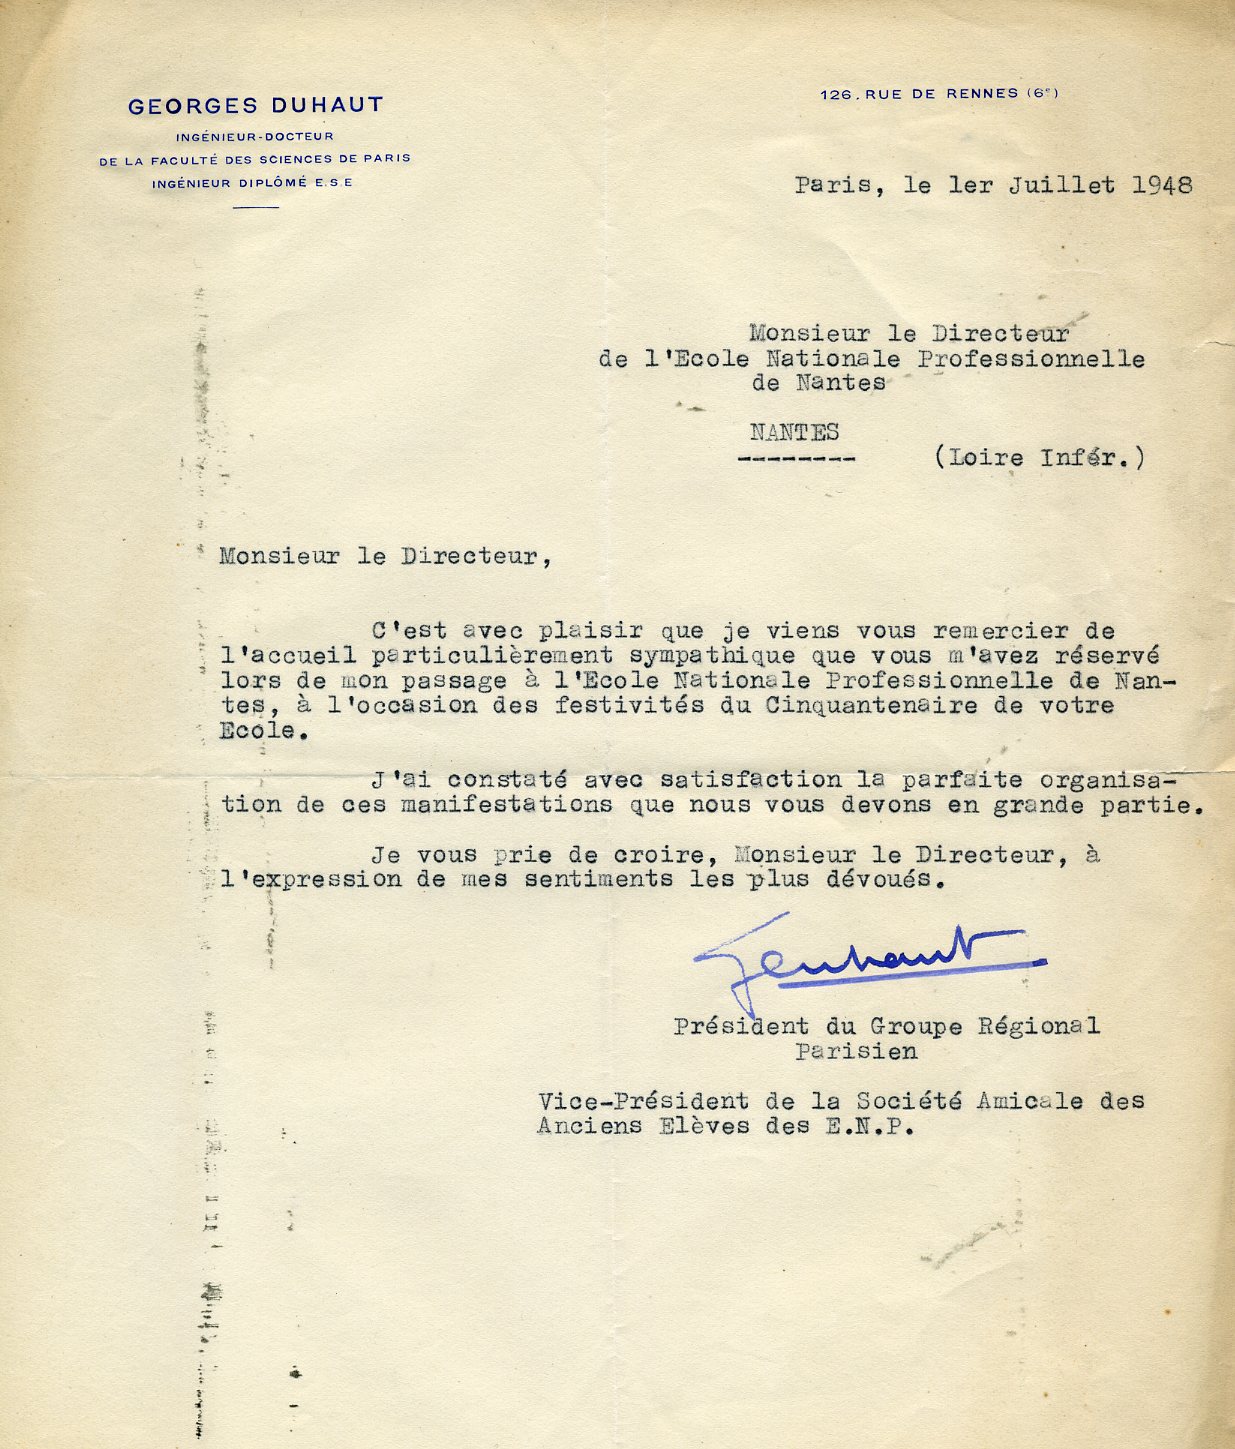 GEORGES DUHAUT
INGÉNIEUR-DOCTEUR
DE LA FACULTÉ DES SCIENCES DE PARIS
INGÉNIEUR DIPLÔMÉ E.S.E
126, RUE DE RENNES (6e)
Paris, le 1er Juillet 1948
Monsieur le Directeur
de l'Ecole Nationale Professionnelle
de Nantes
NANTES
--------
(Loire Infér.)
Monsieur le Directeur,
C'est avec plaisir que je viens vous remercier de
l'accueil particulièrement sympathique que vous m'avez réservé
lors de mon passage à l'Ecole Nationale Professionnelle de Nan-
tes, à l'occasion des festivités du Cinquantenaire de votre
Ecole.
J'ai constaté avec satisfaction la parfaite organisa-
tion de ces manifestations que nous vous devons en grande partie.
Je vous prie de croire, Monsieur le Directeur, à
l'expression de mes sentiments les plus dévoués.
Président du Groupe Régional
Parisien
Vice-Président de la Société Amicale des
Anciens Elèves des E.N.P.